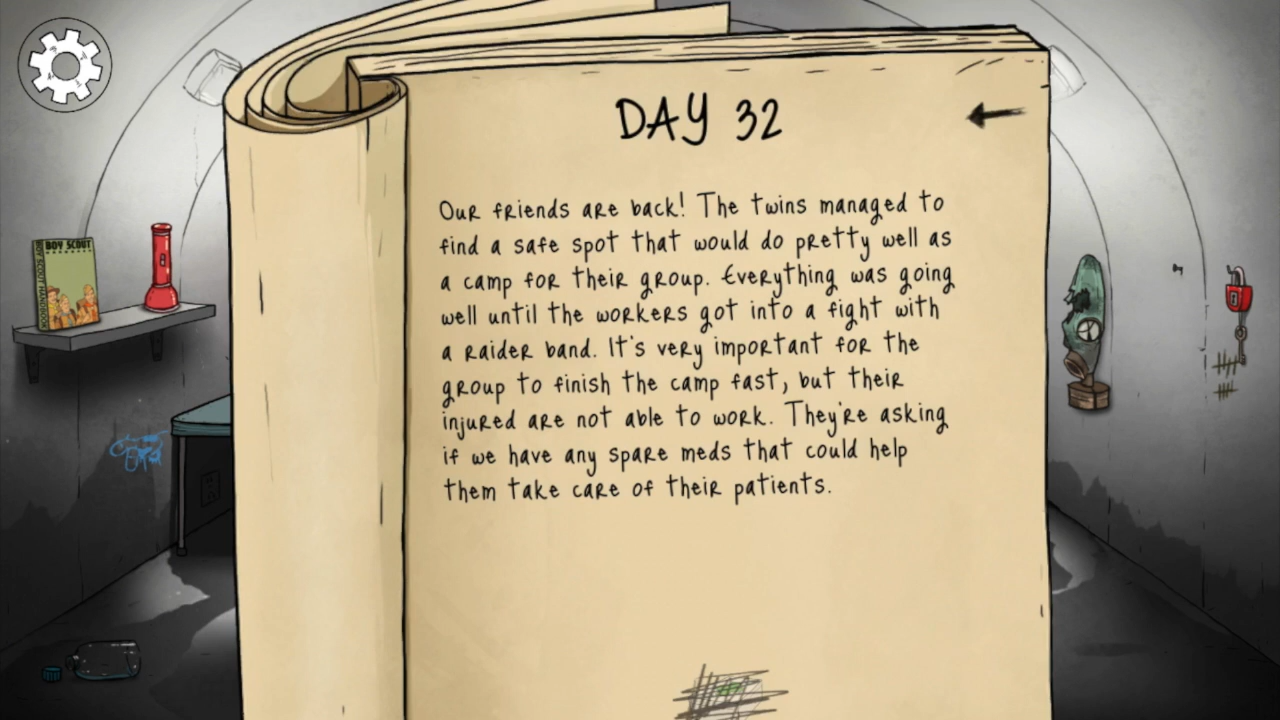 DAY 32
Our friends are back! The twins managed to
find a safe spot that would do pretty well as
a camp for their group. Everything was going
well until the workers got into a fight with
a raider band. It's very important for the
group to finish the camp fast, but their
injured are not able to work. They're asking
if we have any spare meds that could help
them take care of their patients.
BOY SCOUT
BOY SCOUT HANDBOOK